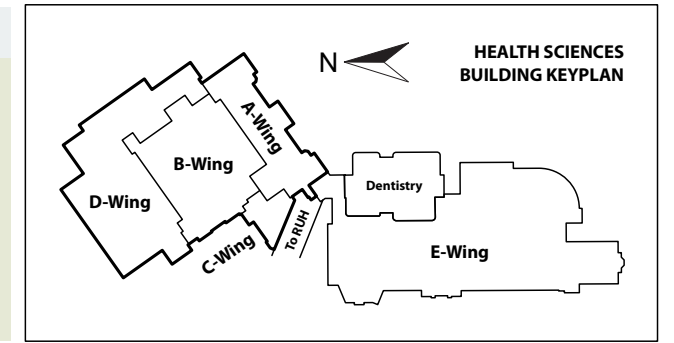 HEALTH SCIENCES
BUILDING KEYPLAN
N
A-Wing
B-Wing
Dentistry
D-Wing
To RUH
C-Wing
E-Wing